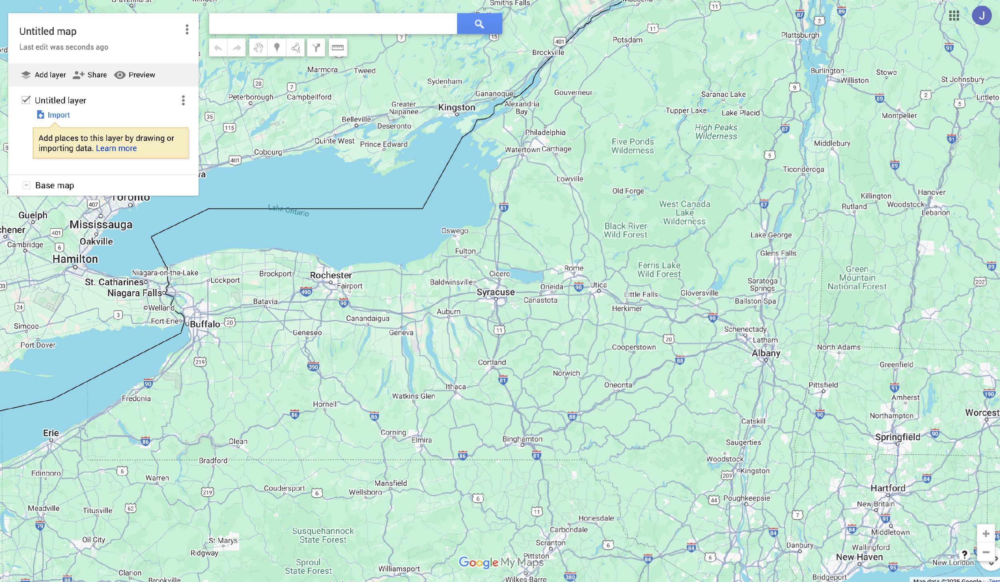 Untitled map
Last edit was seconds ago
Add layer
Share
Preview
Untitled layer
Import
Add places to this layer by drawing or
importing data. Learn more
Base map
J
Smiths Falls
11
87
89
2
7
15
401
11
Potsdam
Plattsburgh
91
Brockville
Marmora
Tweed
28
7
Sydenham
Burlington
Williston
Stowe
St Johnsbury
Peterborough
Campbellford
Gananoque
Gouverneur
9
Saranac Lake
89
2
Littleto
5
Greater
Napanee
Kingston
Alexandria
Bay
Tupper Lake
Lake Placid
Montpelier
35
115
Belleville
Deseronto
Philadelphia
High Peaks
Wilderness
87
Quinte West
Prince Edward
Five Ponds
Wilderness
Middlebury
91
Cobourg
401
Watertown
Carthage
9
89
Ticonderoga
Lowville
Old Forge
Killington
Hanover
Toronto
407
Lake Ontario
81
West Canada
Lake
Wilderness
87
Rutland
Woodstock
Lebanon
Guelph
Mississauga
chener
401
Cambridge
6
Oakville
Oswego
Black River
Wild Forest
Lake George
Hamilton
Fulton
Glens Falls
Niagara-on-the-Lake
Brockport
Rochester
Cicero
Rome
Ferris Lake
Wild Forest
Green
Mountain
National Forest
89
St. Catharines
Lockport
Fairport
490
Baldwinsville
Oneida
90
Utica
Saratoga
Springs
202
03
Niagara Falls
Syracuse
Canastota
Little Falls
Gloversville
24
Welland
Batavia
90
Auburn
Herkimer
Ballston Spa
3
Fort Erie
Buffalo
20
Canandaigua
90
Simcoe
Geneseo
Geneva
11
Schenectady
20
Latham
Port Dover
Cooperstown
Albany
North Adams
219
390
Cortland
88
Greenfield
90
81
Norwich
Ithaca
Oneonta
Pittsfield
91
190
Fredonia
Watkins Glen
Amherst
Hornell
86
86
88
90
Northampton
Worcest
Erie
Corning
Catskill
86
Olean
Elmira
Binghamton
Saugerties
Springfield
90
Bradford
86
81
Woodstock
Edinboro
6
Warren
209
Kingston
84
Mansfield
219
Coudersport
6
Wellsboro
6
Hartford
44
Poughkeepsie
New Britain
Meadville
Titusville
62
11
7
79
Honesdale
91
Susquehannock
State Forest
Carbondale
84
84
Middletown
Oil City
St Marys
Scranton
6
84
Danbury
Wallingford
Ridgway
Pittston
84
6
New Haven
Sproul
State Forest
Google My Maps
New London
Williamsport
95
Clarion
Brookville
80
Wilkes-Barre
380
Bridgeport
Map data ©2025 Google